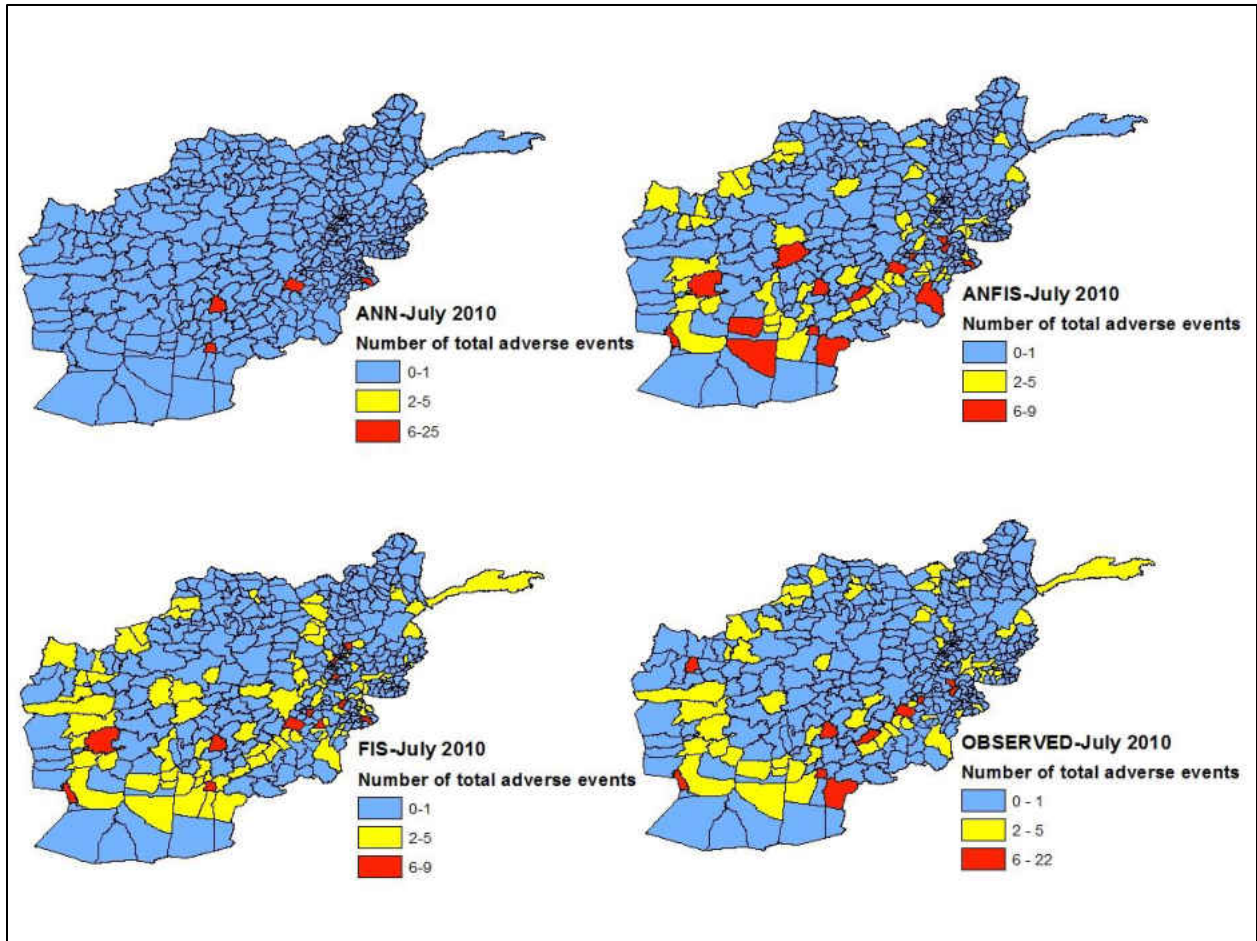 ANN-July 2010
Number of total adverse events
0-1
2-5
6-25
ANFIS-July 2010
Number of total adverse events
0-1
2-5
6-9
FIS-July 2010
Number of total adverse events
0-1
2-5
6-9
OBSERVED-July 2010
Number of total adverse events
0 - 1
2 - 5
6 - 22